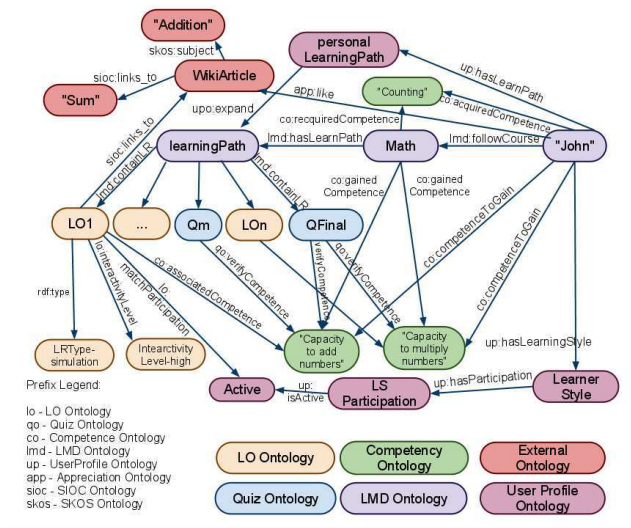 "Addition"
skos:subject
personal
LearningPath
sioc:links_to
WikiArticle
up:hasLearnPath
"Sum"
app:like
"Counting"
co:acquiredCompetence
upo:expand
co:recquiredCompetence
sioc:links_to
lmd:containLR
learningPath
lmd:hasLearnPath
Math
lmd:followCourse
"John"
lmd:containLR
co:gained
Competence
co:gained
Competence
LO1
...
Qm
LOn
QFinal
co:competenceToGain
co:competenceToGain
rdf:type
lo:interactivityLevel
lo:
matchParticipation
co:associatedCompetence
qo:verifyCompetence
verifyCompetence
qo:verifyCompetence
LRType-
simulation
Intearctivity
Level-high
"Capacity
to add
numbers"
"Capacity
to multiply
numbers"
up:hasLearningStyle
Active
up:
isActive
LS
Participation
up:hasParticipation
Learner
Style
Prefix Legend:
lo - LO Ontology
qo - Quiz Ontology
co - Competence Ontology
lmd - LMD Ontology
up - UserProfile Ontology
app - Appreciation Ontology
sioc - SIOC Ontology
skos - SKOS Ontology
LO Ontology
Competency
Ontology
External
Ontology
Quiz Ontology
LMD Ontology
User Profile
Ontology